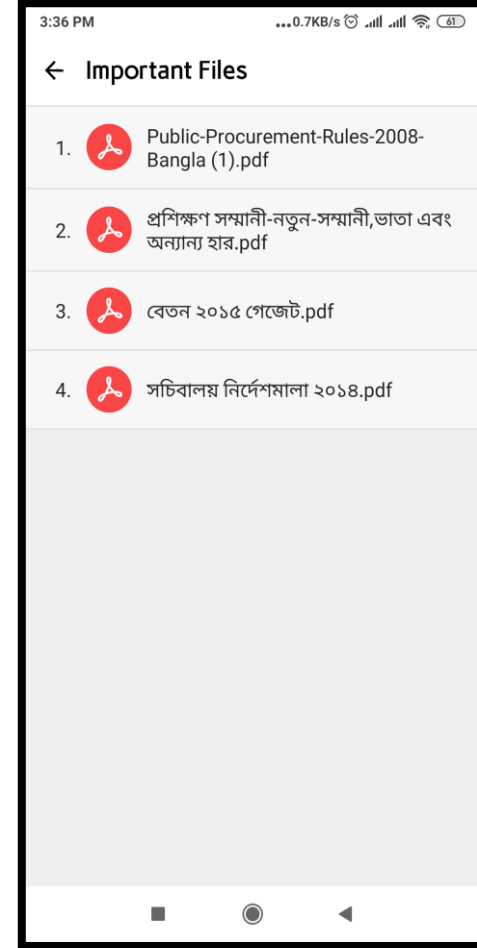 3:36 PM ...0.7KB/s 61
Important Files
1. Public-Procurement-Rules-2008-
Bangla (1).pdf
2. প্রশিক্ষণ সম্মানী-নতুন-সম্মানী,ভাতা এবং
অন্যান্য হার.pdf
3. বেতন ২০১৫ গেজেট.pdf
4. সচিবালয় নির্দেশমালা ২০১৪.pdf